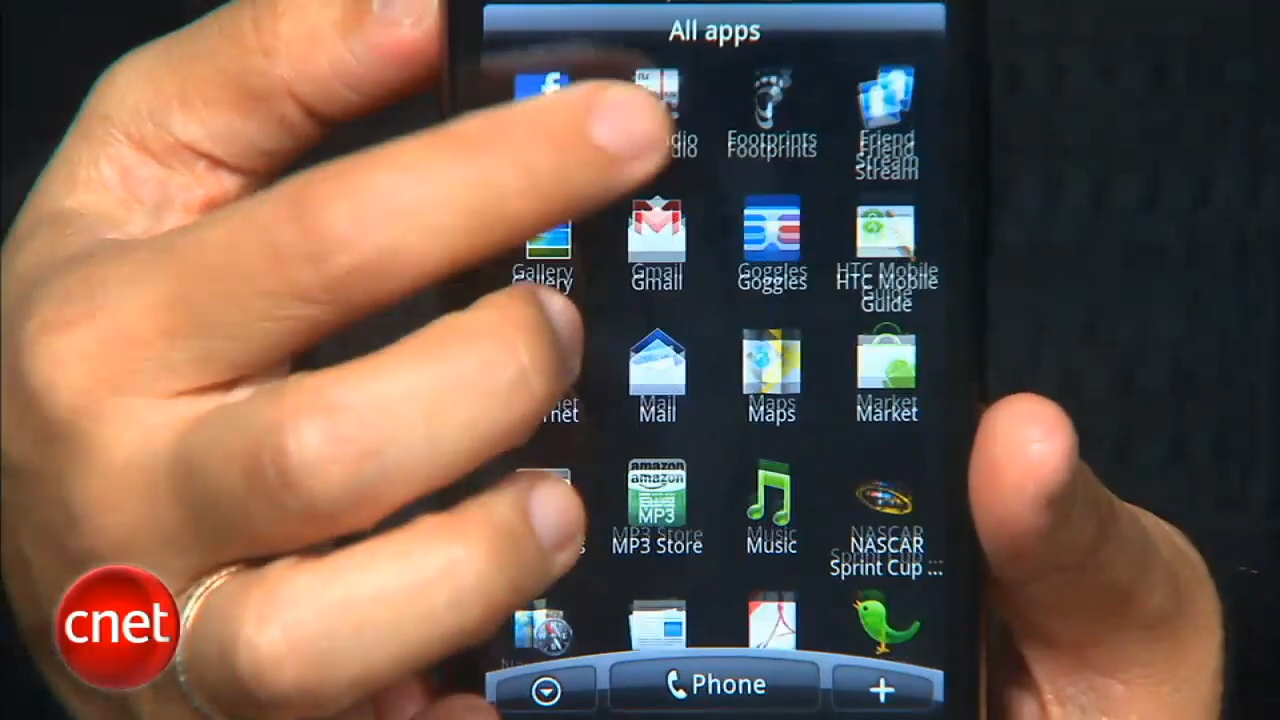 All apps
Footprints
Friend
Stream
Gallery
Gmail
Goggles
HTC Mobile
Guide
Mail
Maps
Market
amazon
MP3
MP3 Store
Music
NASCAR
Sprint Cup ...
cnet
Phone